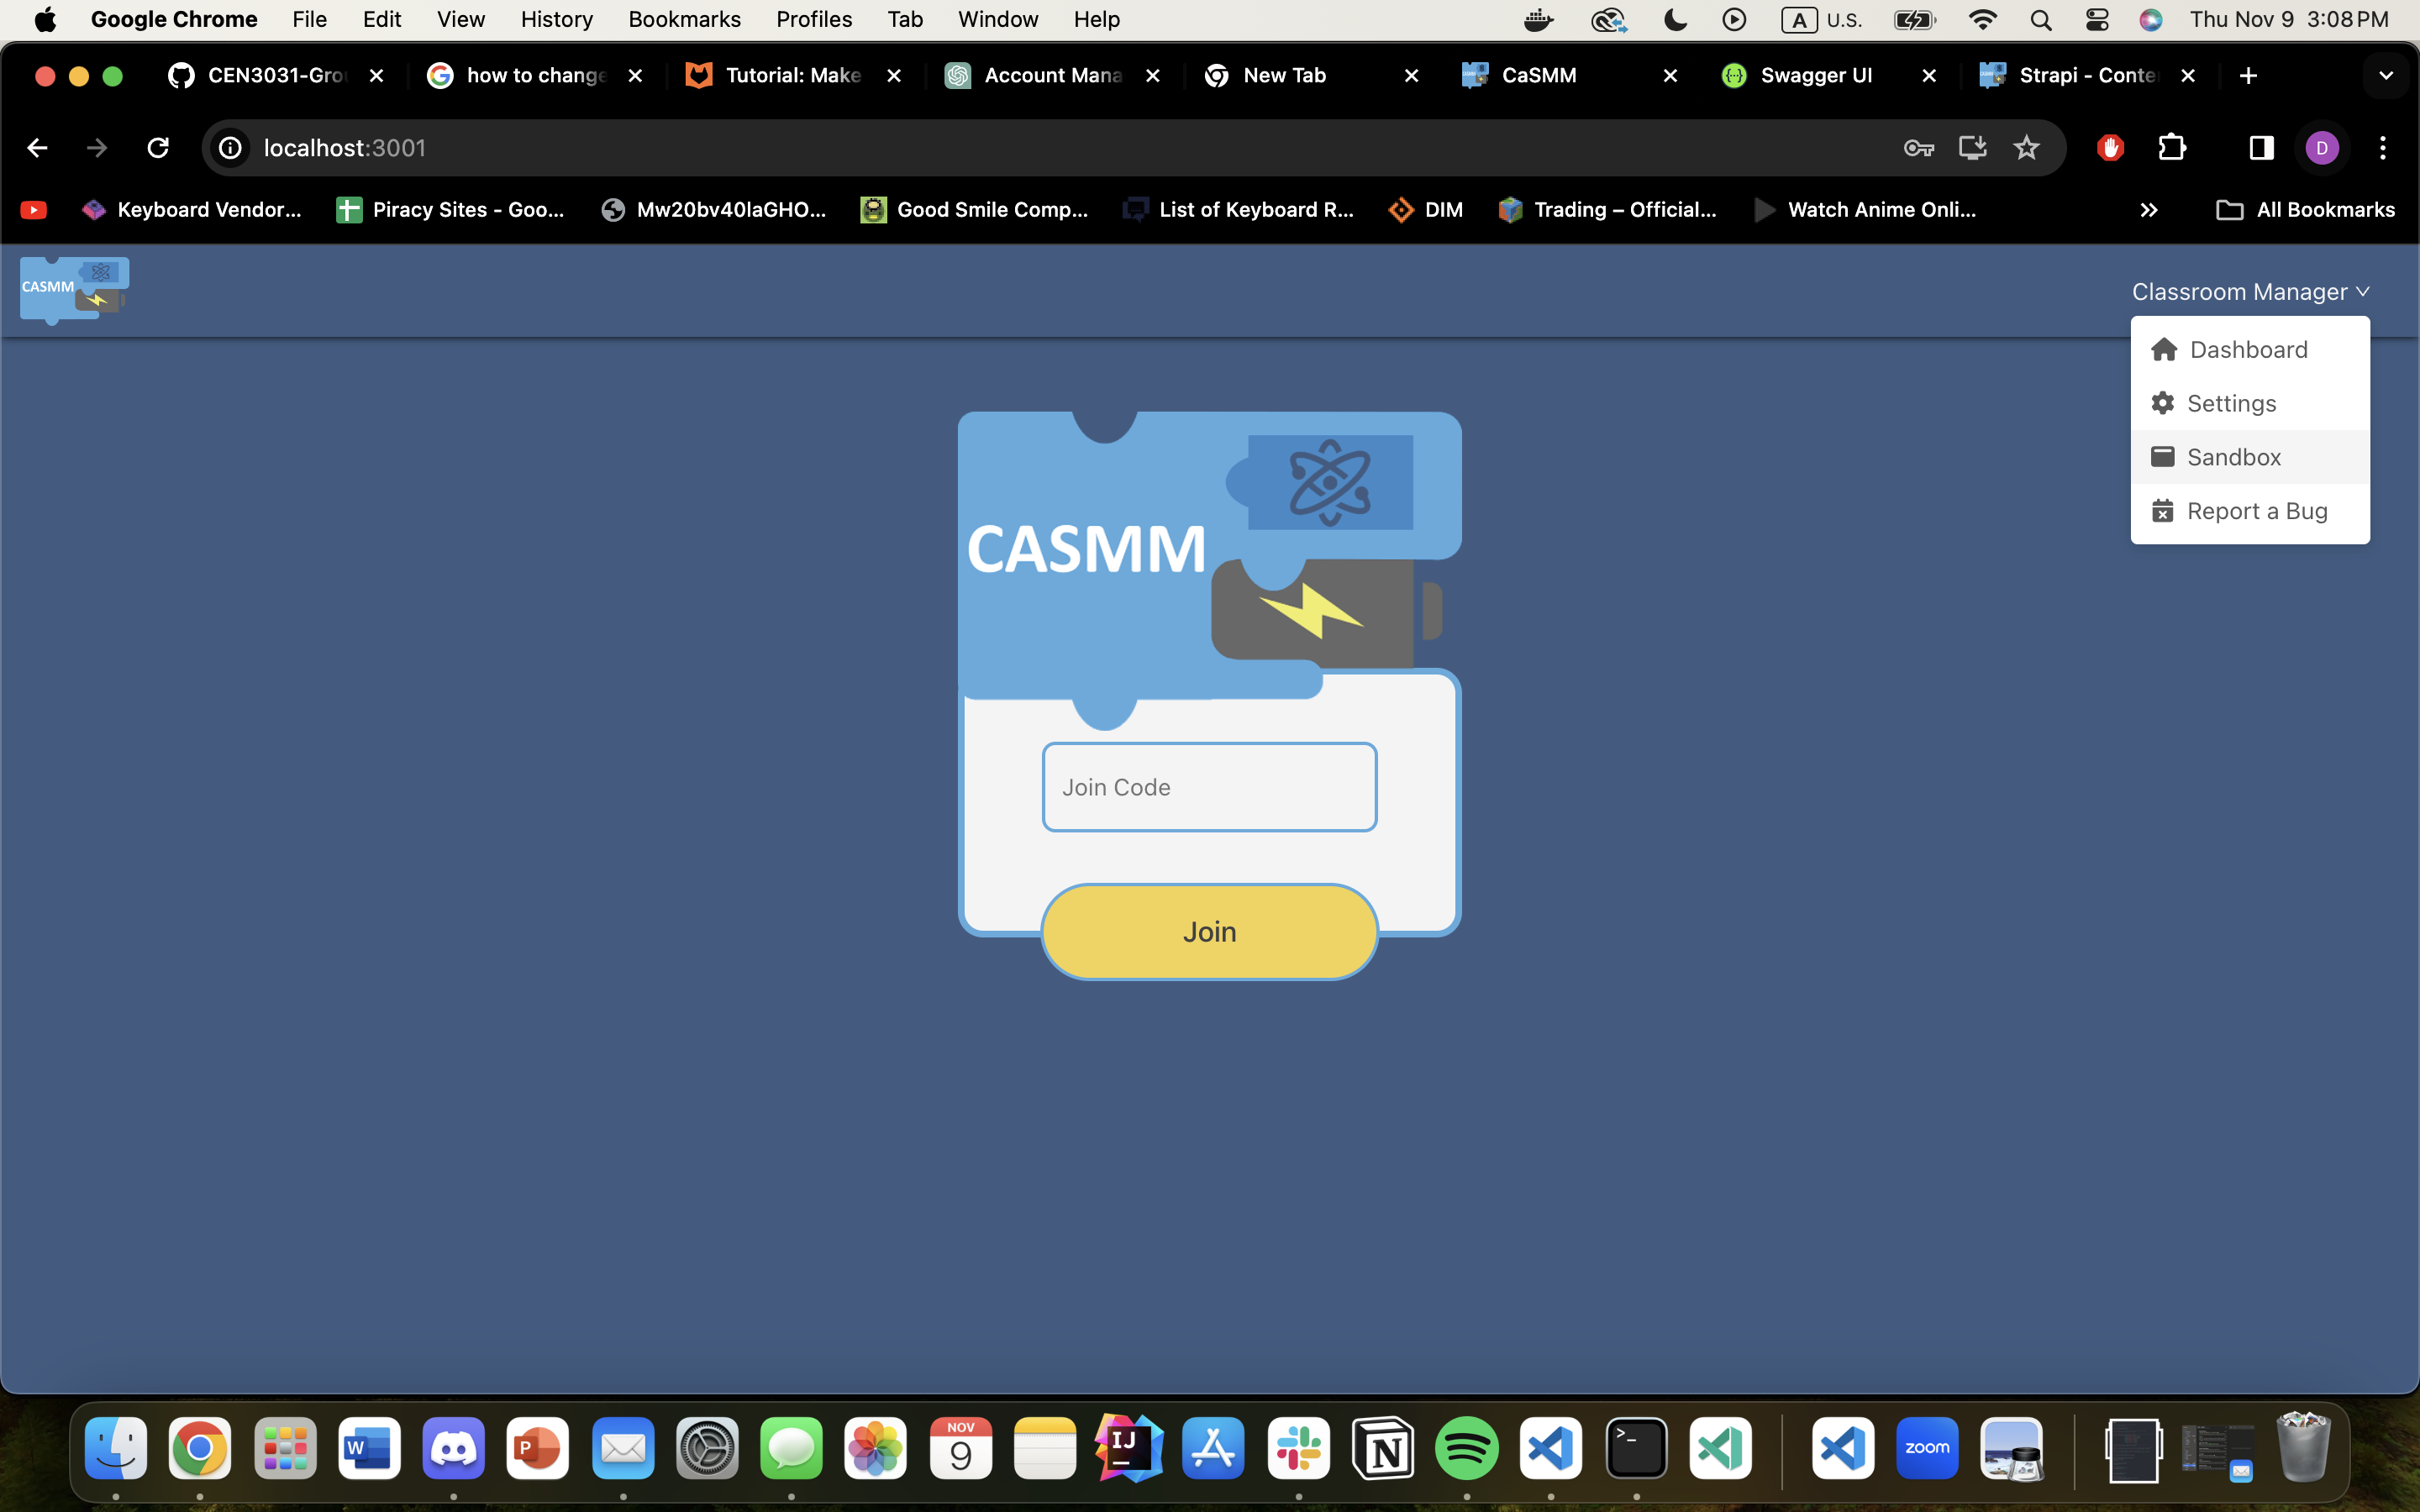 Google Chrome File Edit View History Bookmarks Profiles Tab Window Help A U.S. Thu Nov 9 3:08 PM
CEN3031-Grou how to change Tutorial: Make Account Mana New Tab CaSMM Swagger UI Strapi - Conte
localhost:3001 D
Keyboard Vendor... Piracy Sites - Goo... Mw20bv40laGHO... Good Smile Comp... List of Keyboard R... DIM Trading – Official... Watch Anime Onli... All Bookmarks
CASMM
Classroom Manager
Dashboard
Settings
Sandbox
Report a Bug
CASMM
Join Code
Join
W P NOV 9 IJ N >_ zoom